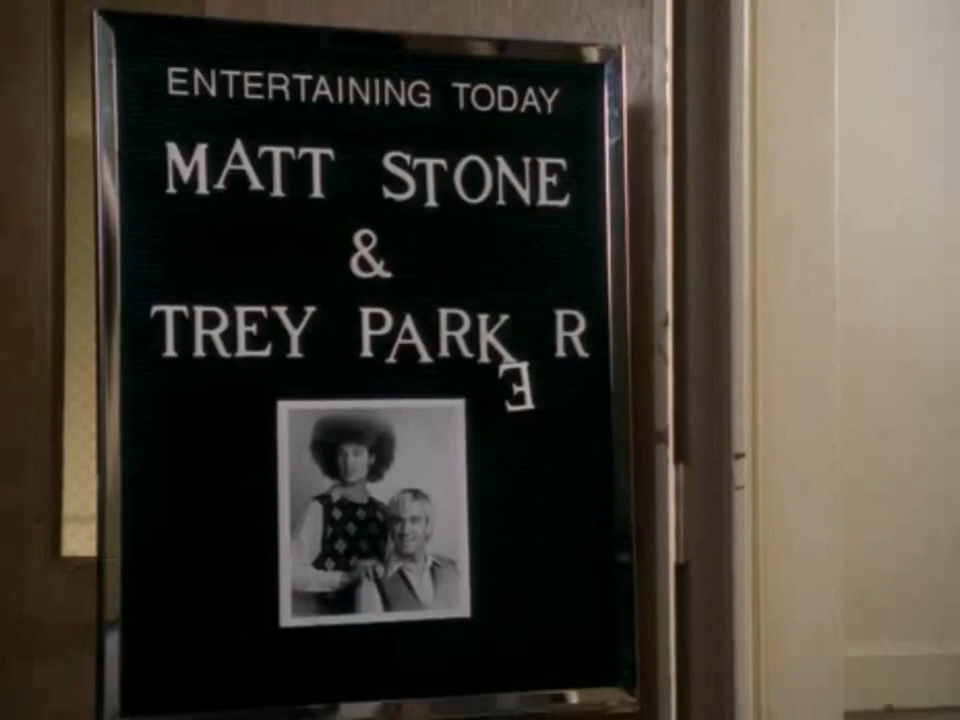 ENTERTAINING TODAY
MATT STONE
&
TREY PARK R
E